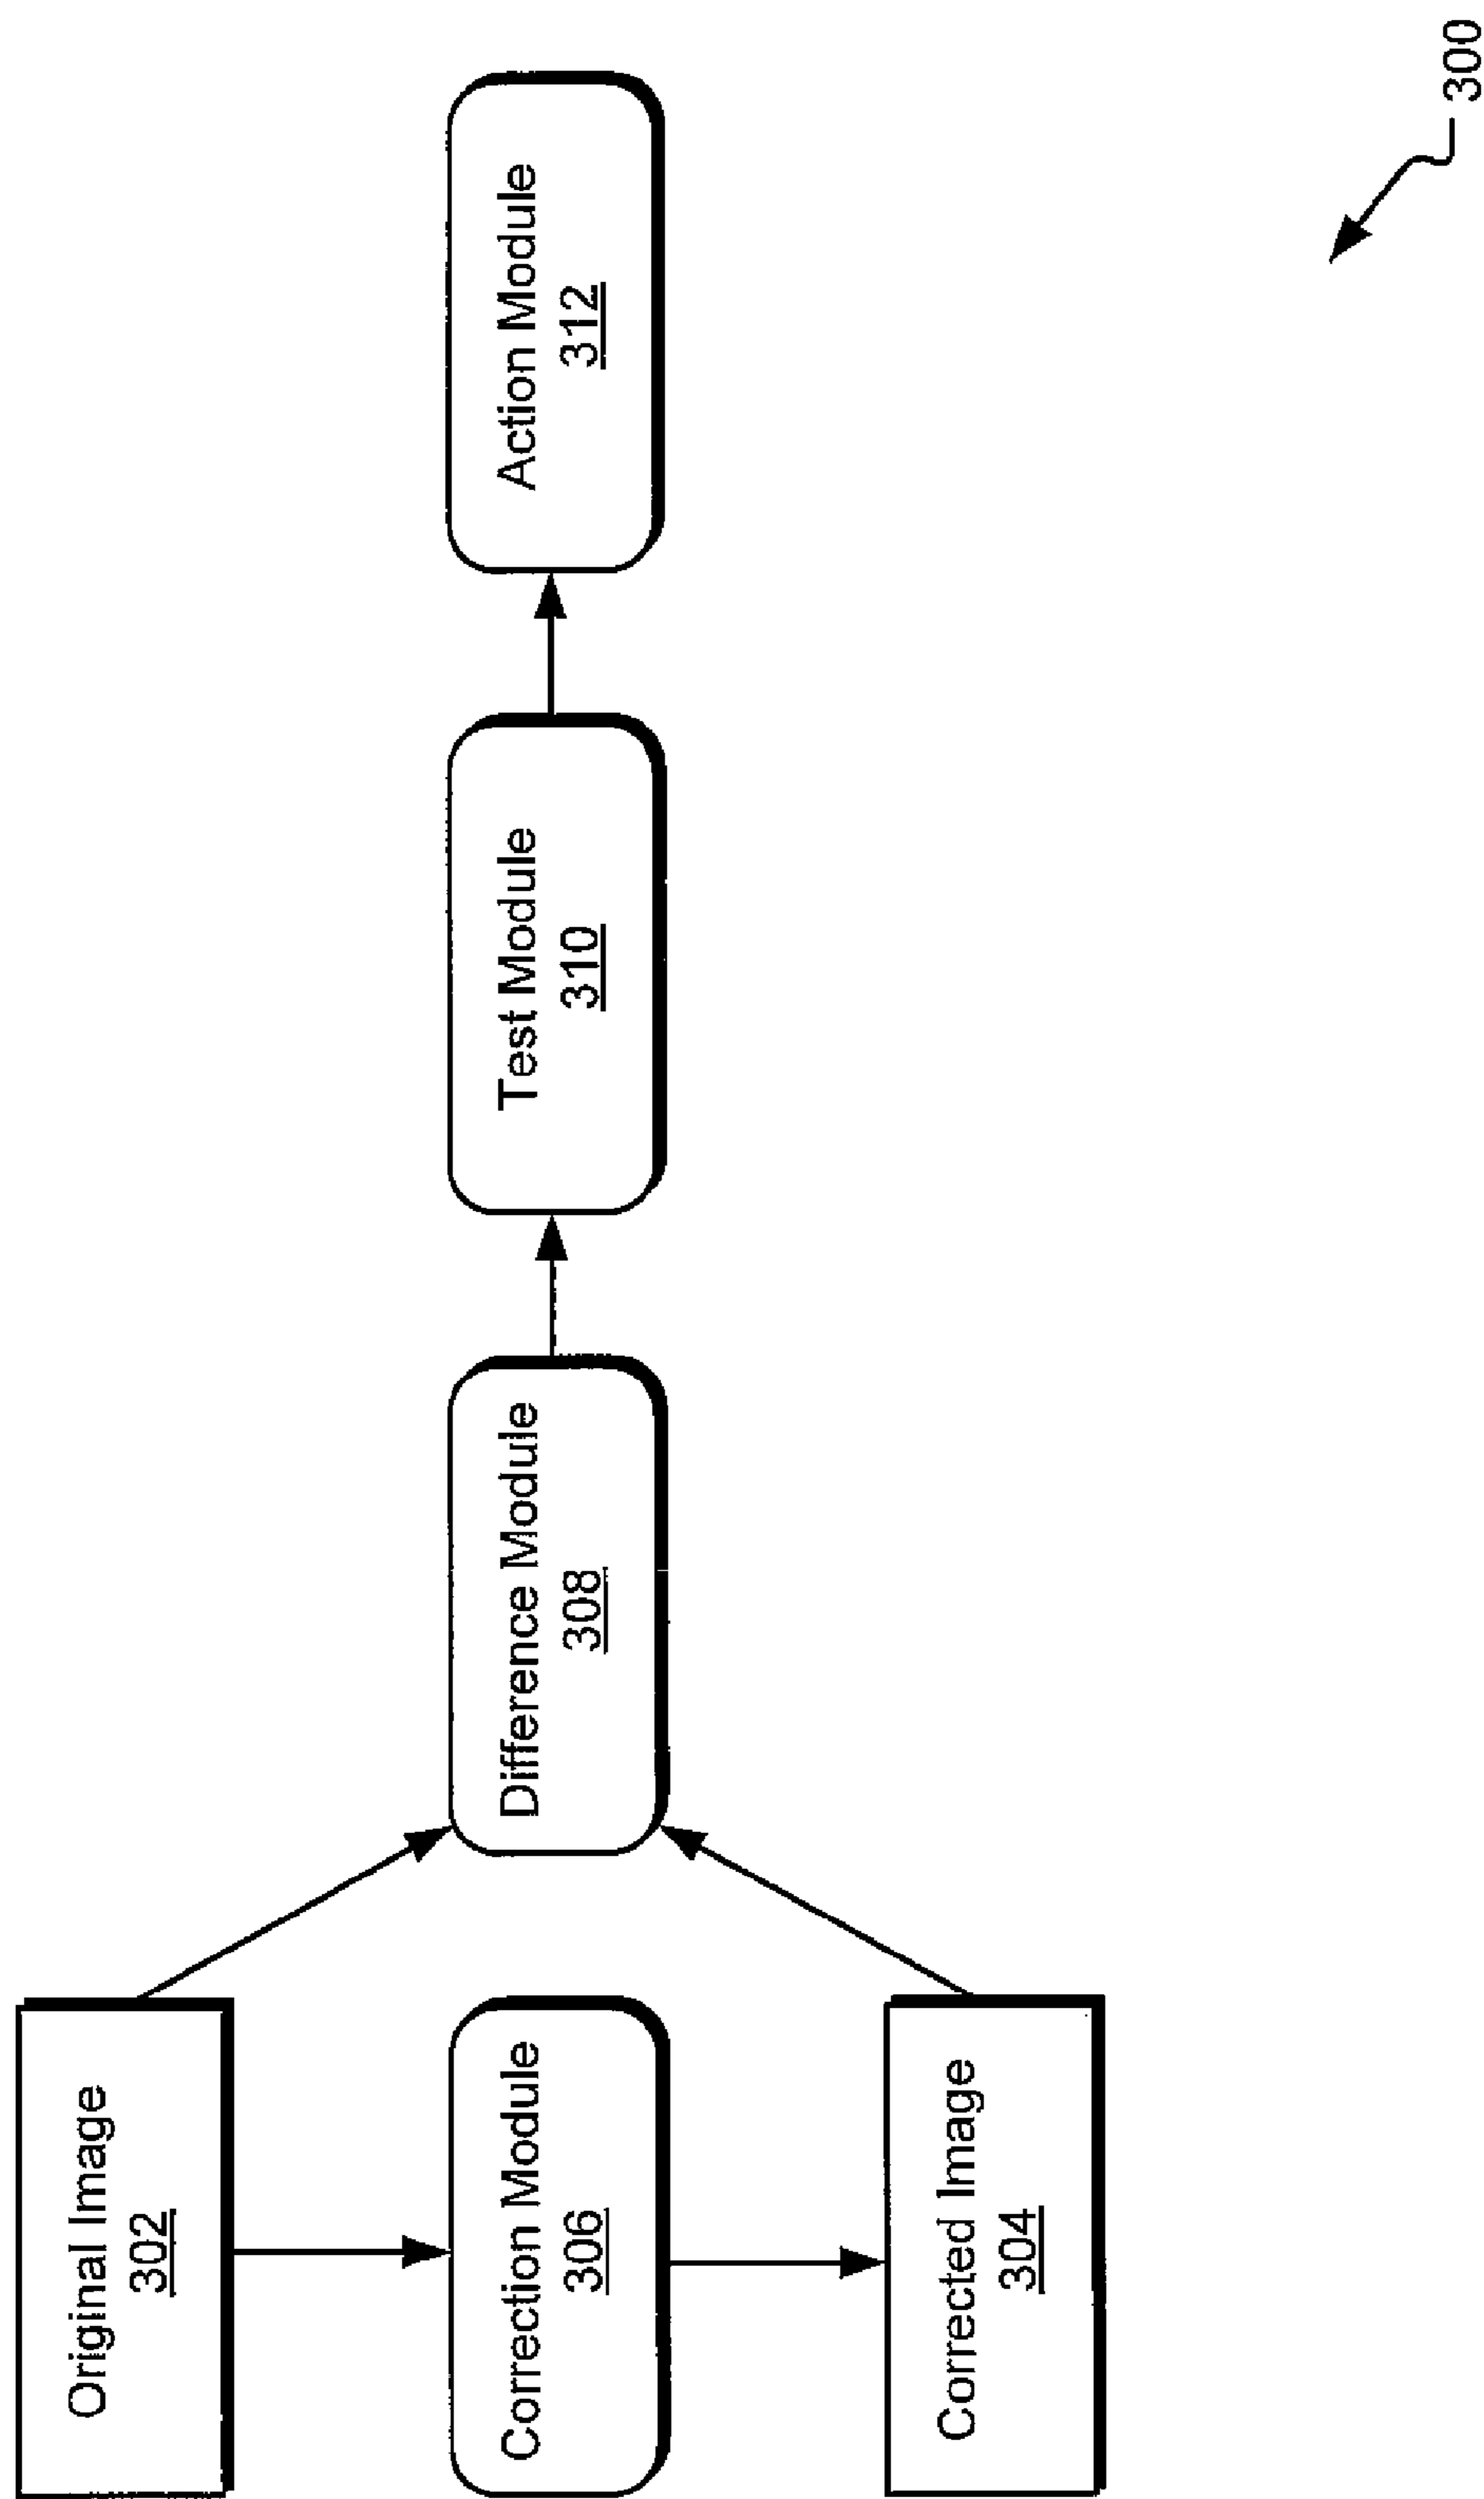 Original Image
302
Correction Module
306
Corrected Image
304
Difference Module
308
Test Module
310
Action Module
312
300